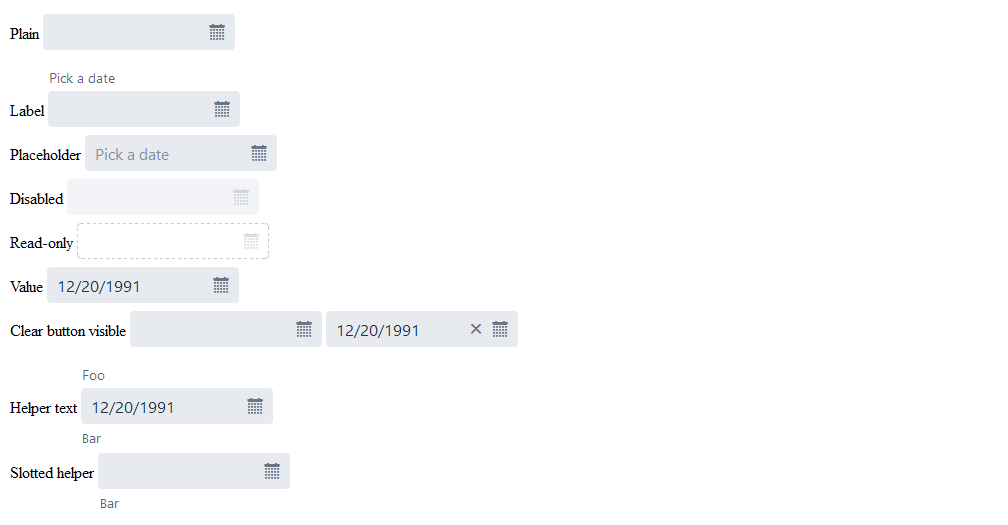 Plain
Pick a date
Label
Placeholder Pick a date
Disabled
Read-only
Value 12/20/1991
Clear button visible 12/20/1991
Foo
Helper text 12/20/1991
Bar
Slotted helper
Bar